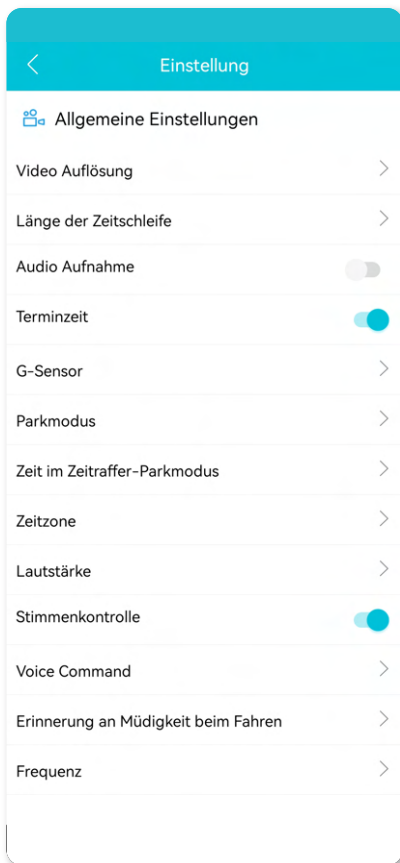 Einstellung
Allgemeine Einstellungen
Video Auflösung
Länge der Zeitschleife
Audio Aufnahme
Terminzeit
G-Sensor
Parkmodus
Zeit im Zeitraffer-Parkmodus
Zeitzone
Lautstärke
Stimmenkontrolle
Voice Command
Erinnerung an Müdigkeit beim Fahren
Frequenz